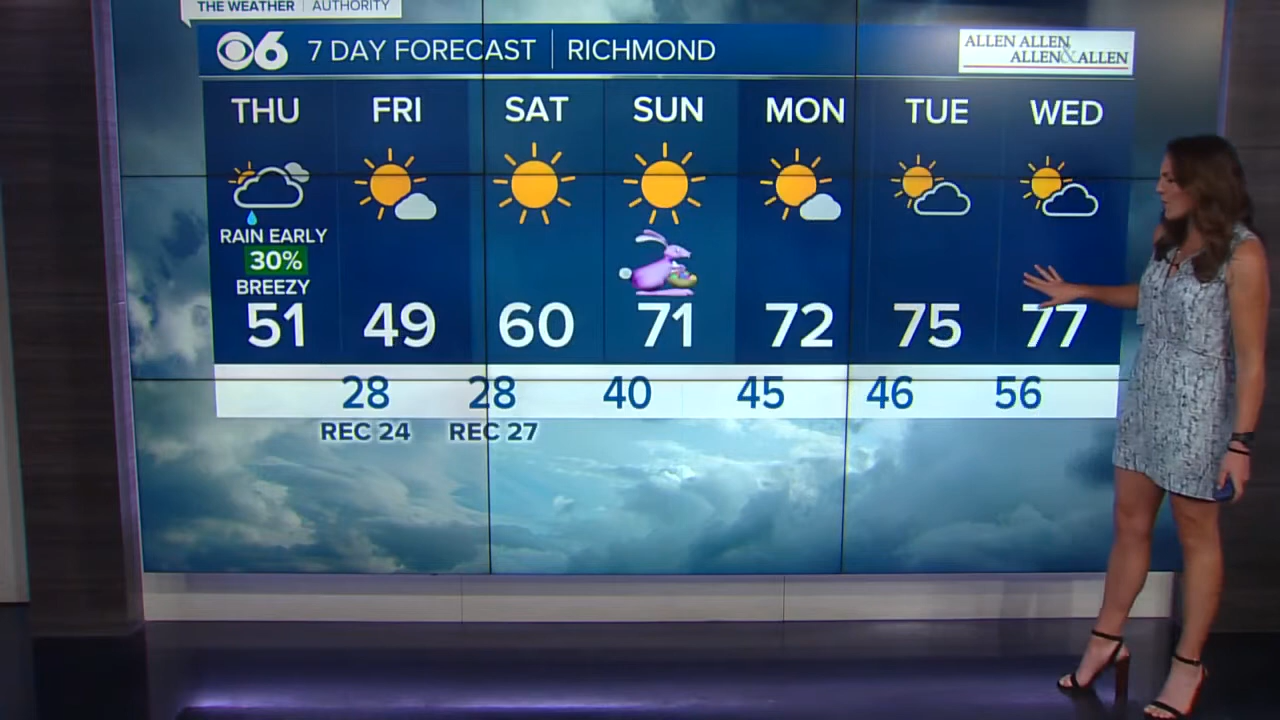 THE WEATHER | AUTHORITY
CBS6 7 DAY FORECAST | RICHMOND
ALLEN ALLEN
ALLEN & ALLEN
THU FRI SAT SUN MON TUE WED
RAIN EARLY
30%
BREEZY
51 49 60 71 72 75 77
28 28 40 45 46 56
REC 24 REC 27